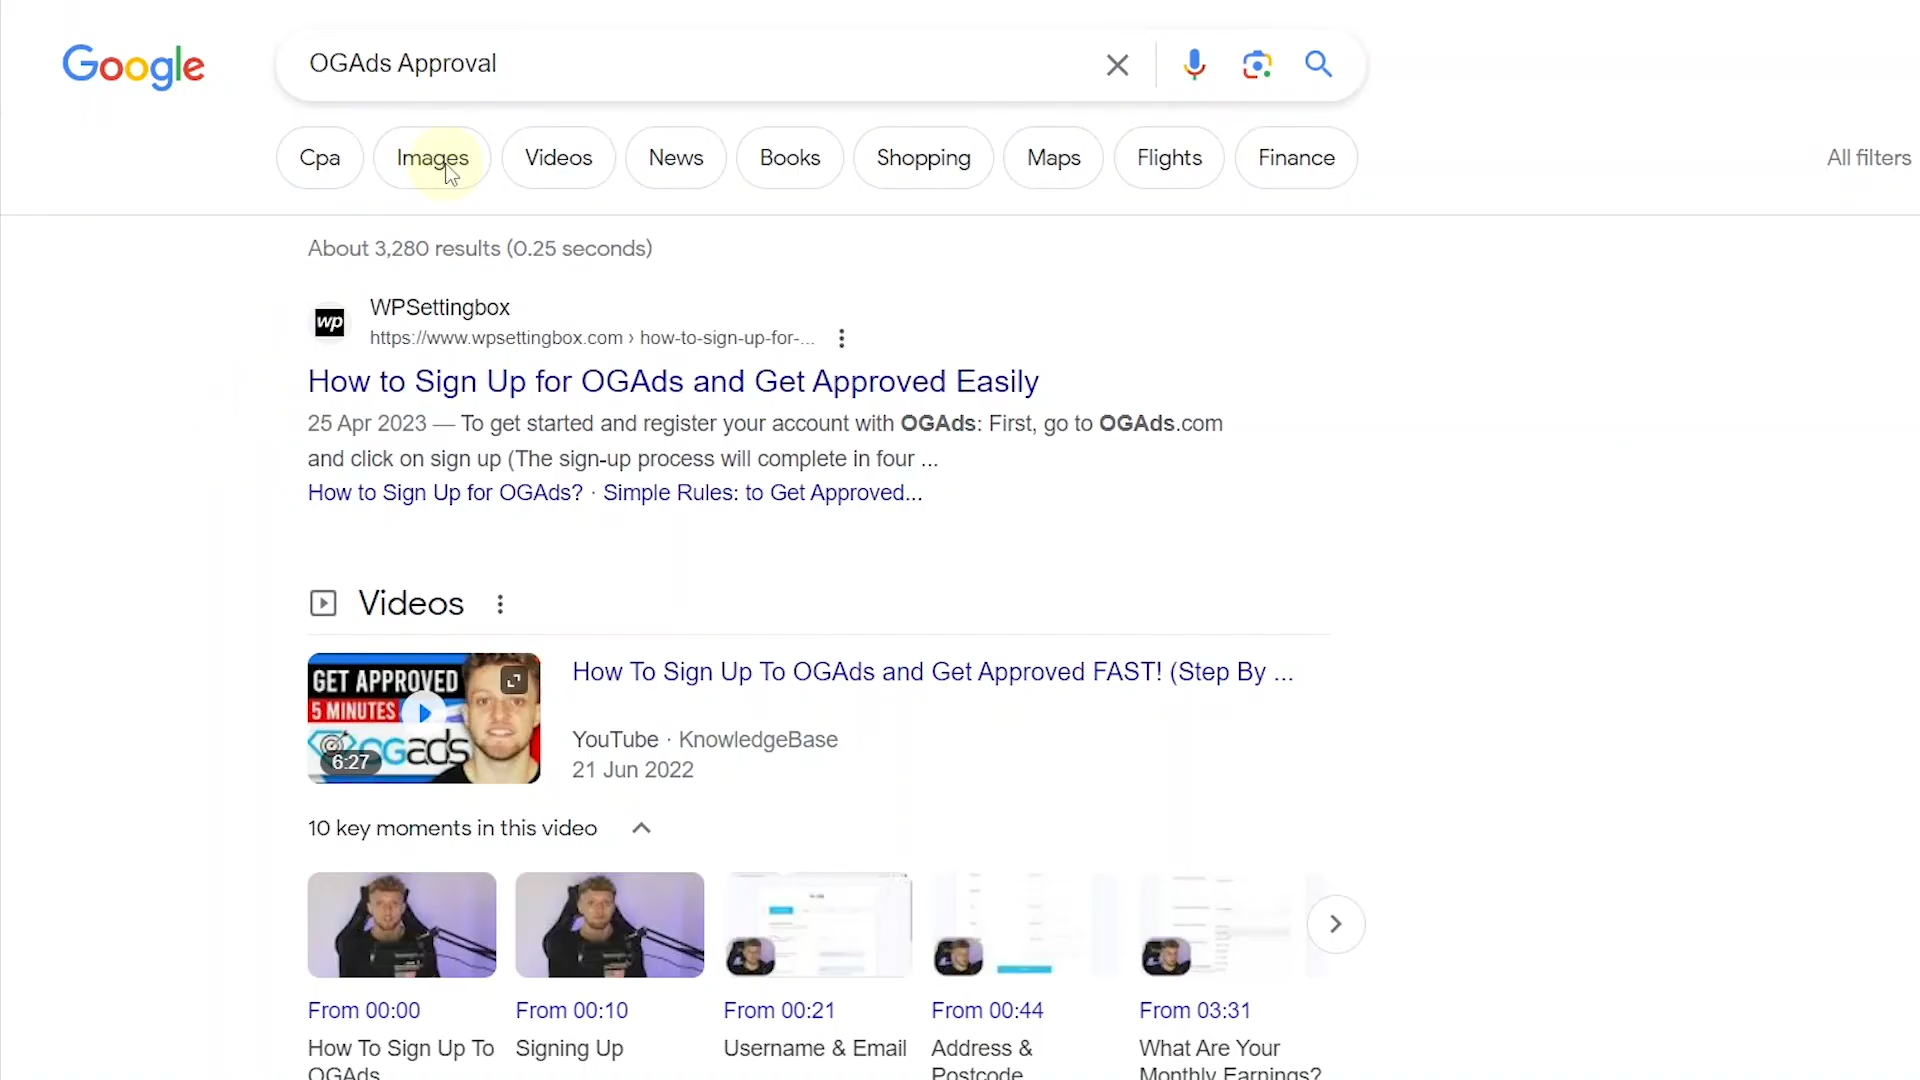 Google
OGAds Approval
Cpa
Images
Videos
News
Books
Shopping
Maps
Flights
Finance
All filters
About 3,280 results (0.25 seconds)
wp
WPSettingbox
https://www.wpsettingbox.com › how-to-sign-up-for-...
How to Sign Up for OGAds and Get Approved Easily
25 Apr 2023 — To get started and register your account with OGAds: First, go to OGAds.com
and click on sign up (The sign-up process will complete in four ...
How to Sign Up for OGAds? · Simple Rules: to Get Approved...
Videos
GET APPROVED
5 MINUTES
OGads
6:27
How To Sign Up To OGAds and Get Approved FAST! (Step By ...
YouTube · KnowledgeBase
21 Jun 2022
10 key moments in this video
From 00:00
How To Sign Up To
OGAds
From 00:10
Signing Up
From 00:21
Username & Email
From 00:44
Address &
Postcode
From 03:31
What Are Your
Monthly Earnings?